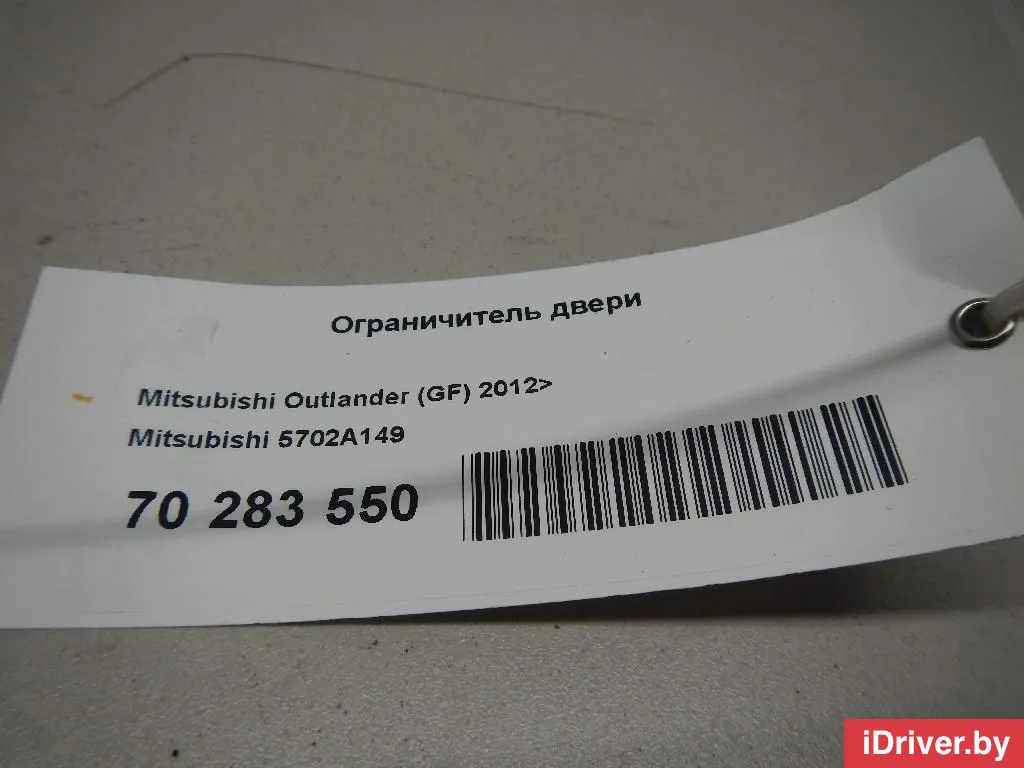 Ограничитель двери
Mitsubishi Outlander (GF) 2012>
Mitsubishi 5702A149
70 283 550
iDriver.by